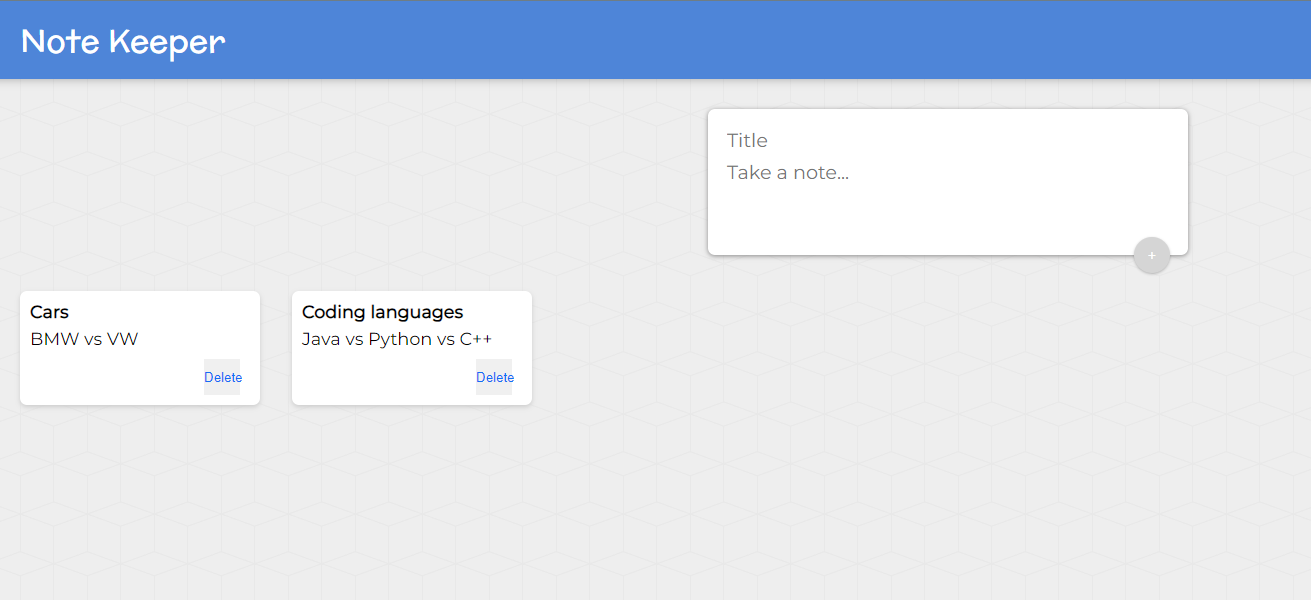 Note Keeper
Title
Take a note...
+
Cars
BMW vs VW
Delete
Coding languages
Java vs Python vs C++
Delete